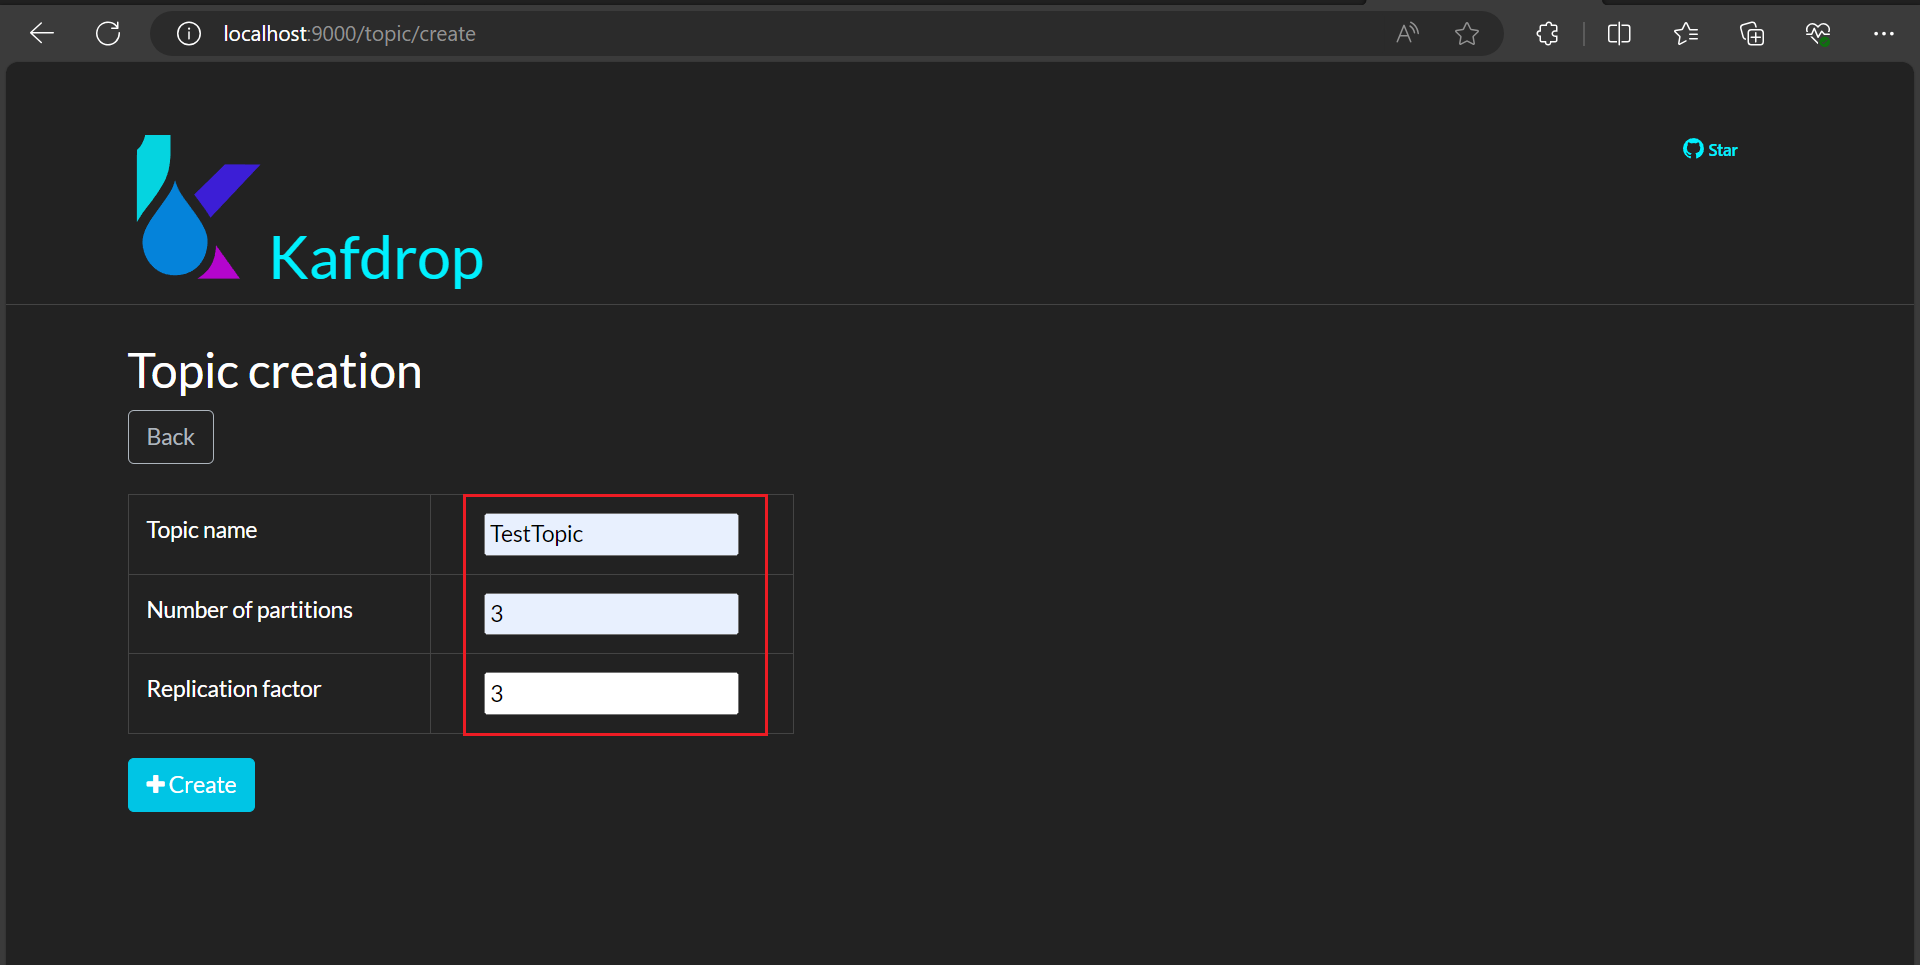 localhost:9000/topic/create
Star
Kafdrop
Topic creation
Back
Topic name TestTopic
Number of partitions 3
Replication factor 3
Create